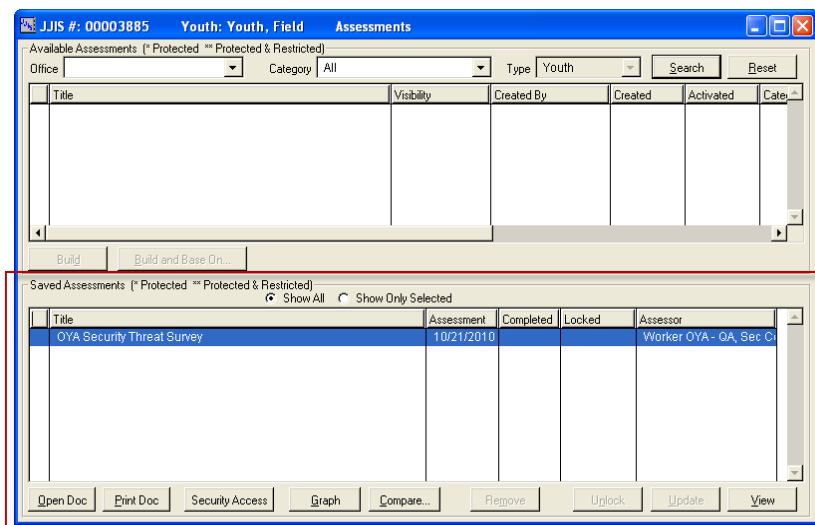 JJIS #: 00003885 Youth: Youth, Field Assessments
Available Assessments (* Protected ** Protected & Restricted)
Office Category All Type Youth Search Reset
Title Visibility Created By Created Activated Cate
Build Build and Base On...
Saved Assessments (* Protected ** Protected & Restricted)
Show All Show Only Selected
Title Assessment Completed Locked Assessor
OYA Security Threat Survey 10/21/2010 Worker OYA - QA, Sec C
Open Doc Print Doc Security Access Graph Compare... Remove Unlock Update View